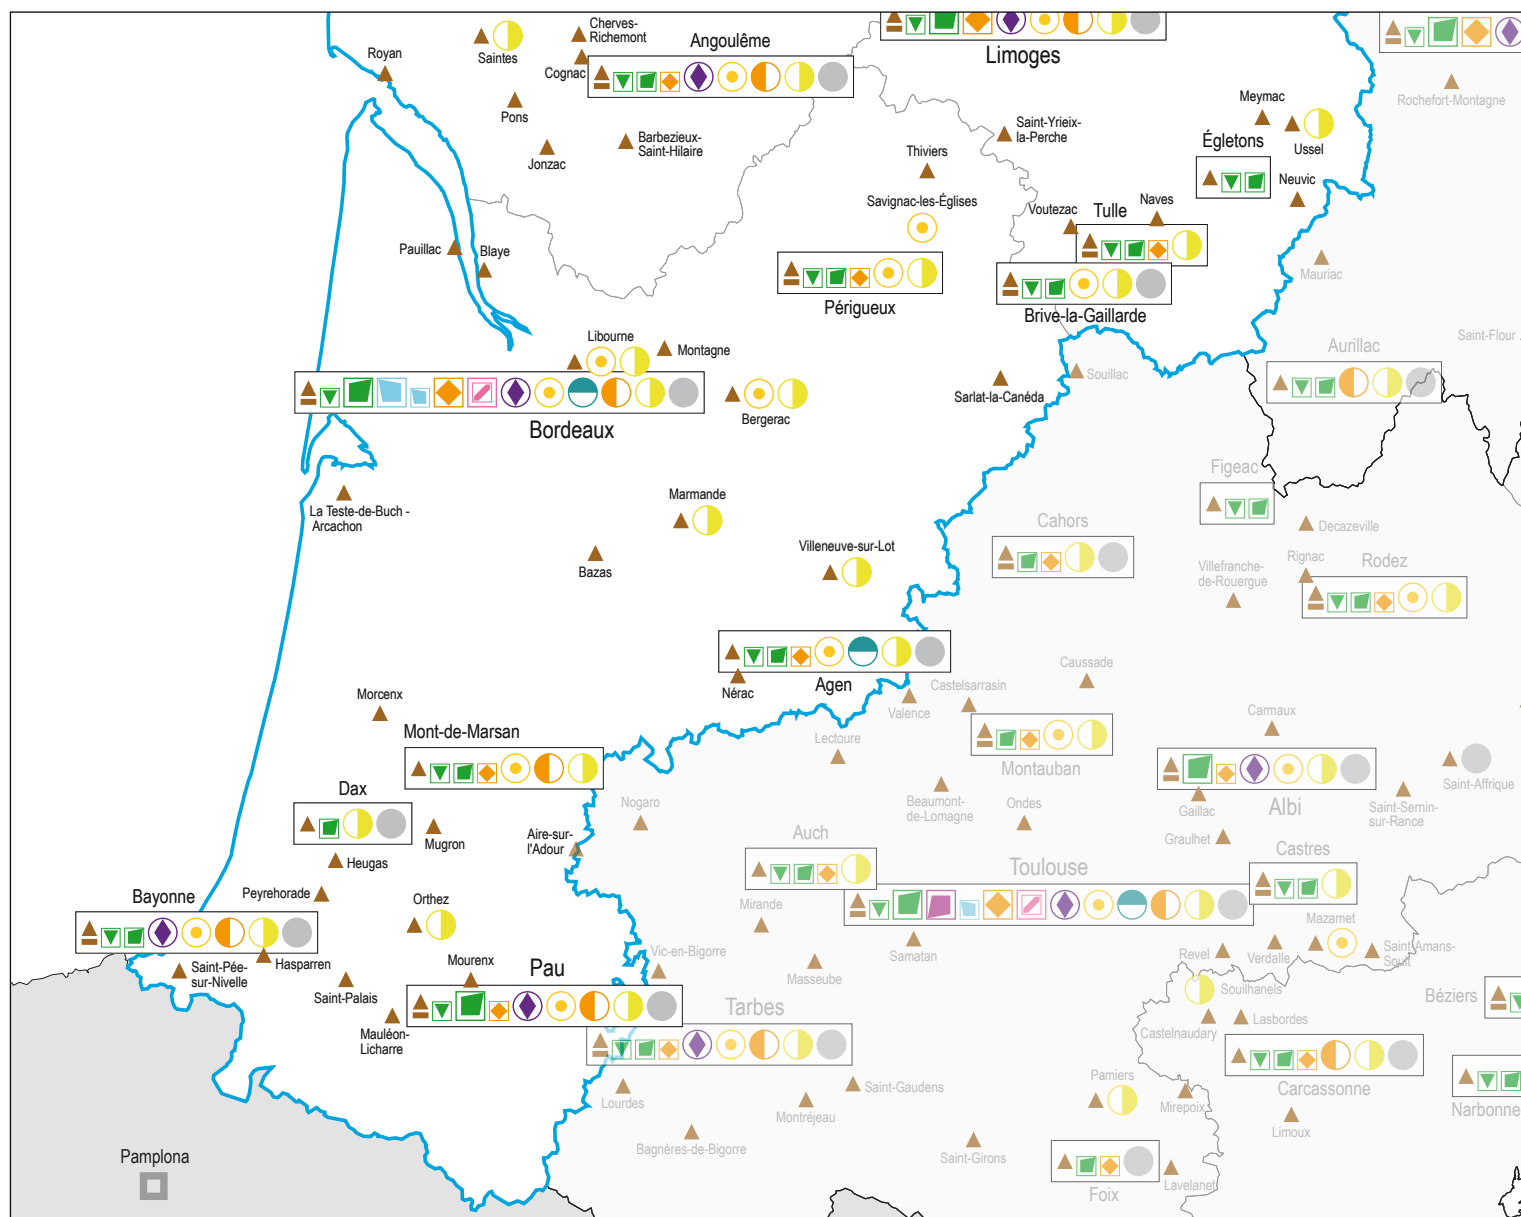 Royan
Saintes
Cherves-
Richemont
Cognac
Angoulême
Limoges
Pons
Jonzac
Barbezieux-
Saint-Hilaire
Thiviers
Saint-Yrieix-
la-Perche
Meymac
Ussel
Égletons
Neuvic
Rochefort-Montagne
Savignac-les-Églises
Voutezac
Tulle
Naves
Pauillac
Blaye
Périgueux
Brive-la-Gaillarde
Mauriac
Saint-Flour
Libourne
Montagne
Bordeaux
Bergerac
Sarlat-la-Canéda
Souillac
Aurillac
La Teste-de-Buch -
Arcachon
Marmande
Figeac
Cahors
Decazeville
Bazas
Villeneuve-sur-Lot
Villefranche-
de-Rouergue
Rignac
Rodez
Agen
Nérac
Caussade
Castelsarrasin
Valence
Morcenx
Mont-de-Marsan
Lectoure
Montauban
Carmaux
Albi
Gaillac
Saint-Affrique
Saint-Sernin-
sur-Rance
Dax
Mugron
Heugas
Aire-sur-
l'Adour
Nogaro
Beaumont-
de-Lomagne
Ondes
Graulhet
Auch
Toulouse
Castres
Bayonne
Peyrehorade
Orthez
Mirande
Mazamet
Saint-Amans-
Soult
Hasparren
Saint-Pée-
sur-Nivelle
Saint-Palais
Mourenx
Pau
Vic-en-Bigorre
Masseube
Samatan
Revel
Verdalle
Souilhanels
Mauléon-
Licharre
Tarbes
Castelnaudary
Lasbordes
Béziers
Lourdes
Saint-Gaudens
Montréjeau
Pamiers
Mirepoix
Carcassonne
Limoux
Narbonne
Bagnères-de-Bigorre
Saint-Girons
Foix
Lavelanet
Pamplona